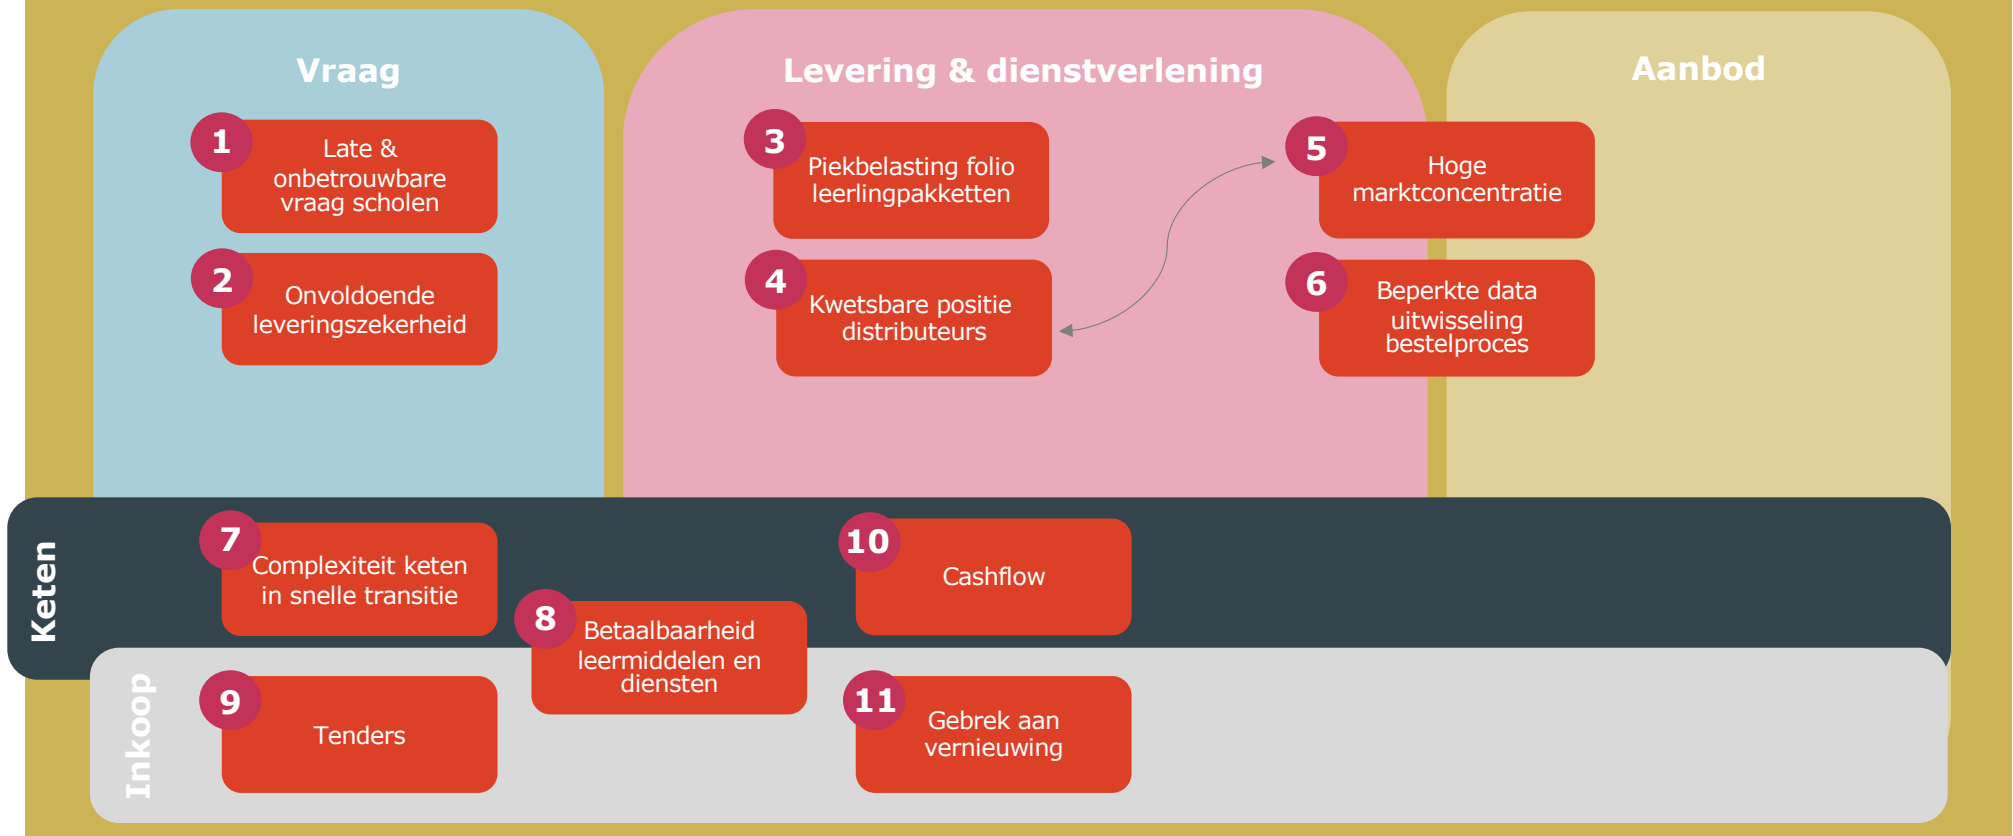 Vraag
Levering & dienstverlening
Aanbod
1
Late &
onbetrouwbare
vraag scholen
2
Onvoldoende
leveringszekerheid
3
Piekbelasting folio
leerlingpakketten
4
Kwetsbare positie
distributeurs
5
Hoge
marktconcentratie
6
Beperkte data
uitwisseling
bestelproces
Keten
7
Complexiteit keten
in snelle transitie
8
Betaalbaarheid
leermiddelen en
diensten
10
Cashflow
Inkoop
9
Tenders
11
Gebrek aan
vernieuwing